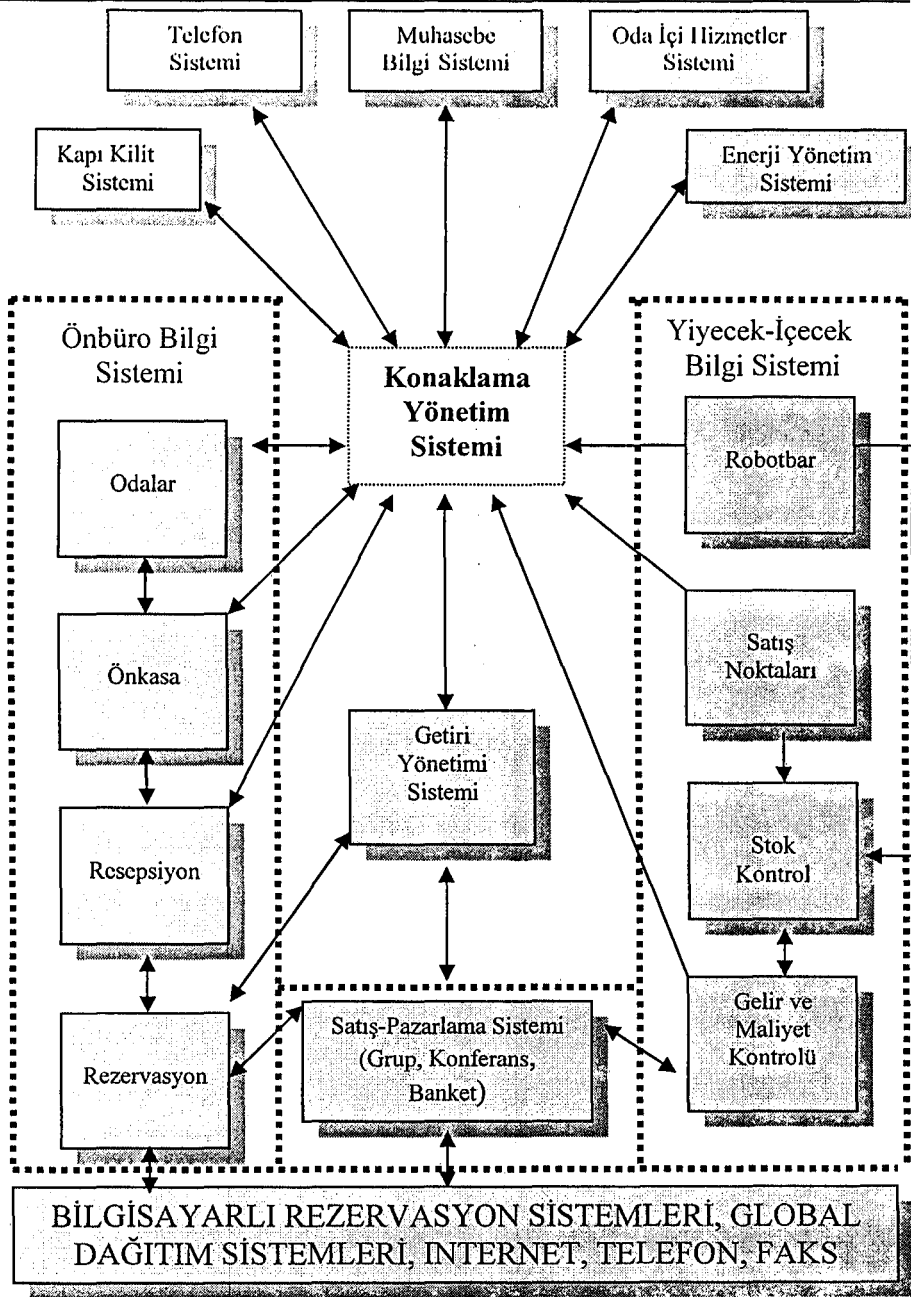 Telefon
Sistemi
Muhasebe
Bilgi Sistemi
Oda İçi Hizmetler
Sistemi
Kapı Kilit
Sistemi
Enerji Yönetim
Sistemi
Önbüro Bilgi
Sistemi
Konaklama
Yönetim
Sistemi
Yiyecek-İçecek
Bilgi Sistemi
Odalar
Robotbar
Önkasa
Satış
Noktaları
Getiri
Yönetimi
Sistemi
Resepsiyon
Stok
Kontrol
Rezervasyon
Satış-Pazarlama Sistemi
(Grup, Konferans,
Banket)
Gelir ve
Maliyet
Kontrolü
BİLGİSAYARLI REZERVASYON SİSTEMLERİ, GLOBAL
DAĞITIM SİSTEMLERİ, INTERNET, TELEFON, FAKS